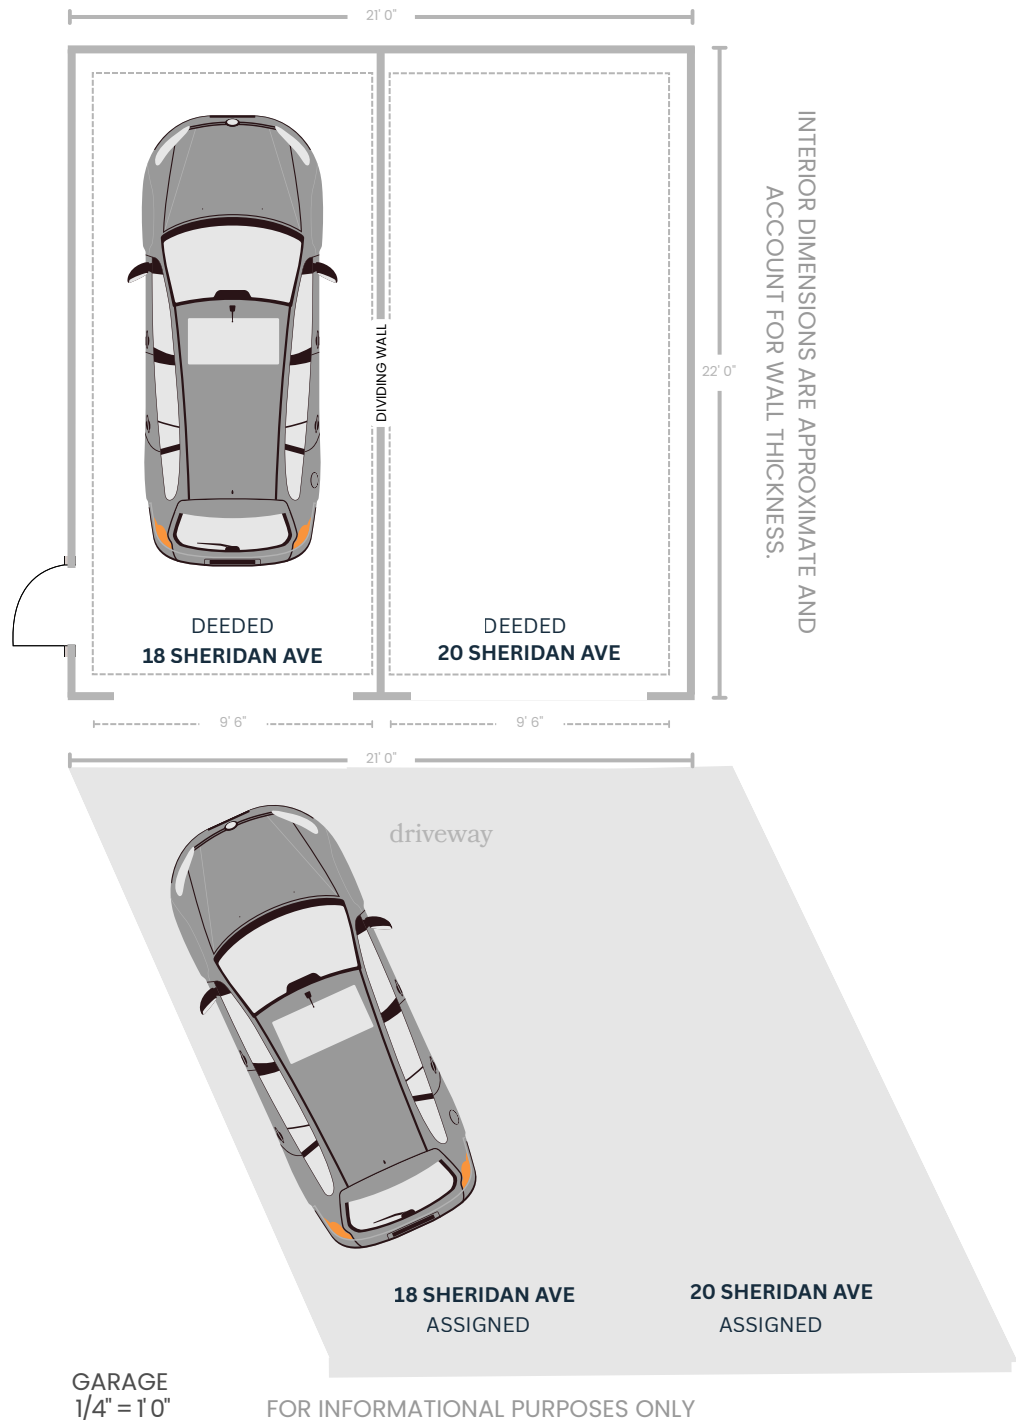 21' 0"
INTERIOR DIMENSIONS ARE APPROXIMATE AND
ACCOUNT FOR WALL THICKNESS.
DIVIDING WALL
22' 0"
DEEDED
18 SHERIDAN AVE
DEEDED
20 SHERIDAN AVE
9' 6"
9' 6"
21' 0"
driveway
18 SHERIDAN AVE
ASSIGNED
20 SHERIDAN AVE
ASSIGNED
GARAGE
1/4" = 1' 0"
FOR INFORMATIONAL PURPOSES ONLY